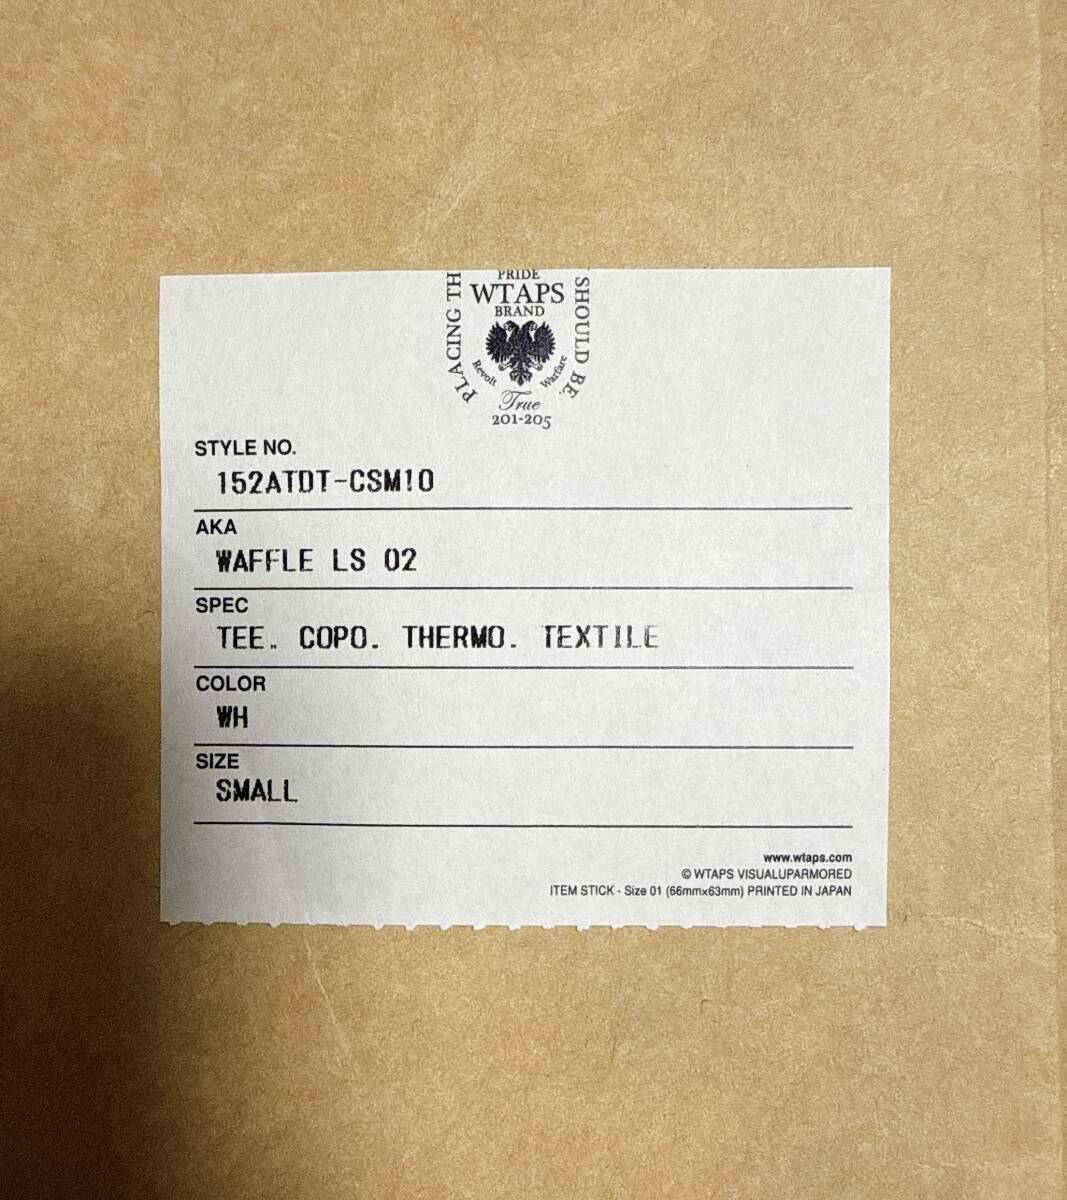 PRIDE
WTAPS
BRAND
PLACING TH
SHOULD BE.
Revolt
Warfare
True
201-205
STYLE NO.
152ATDT-CSM10
AKA
WAFFLE LS 02
SPEC
TEE. COPO. THERMO. TEXTILE
COLOR
WH
SIZE
SMALL
www.wtaps.com
© WTAPS VISUALUPARMORED
ITEM STICK - Size 01 (66mmx63mm) PRINTED IN JAPAN